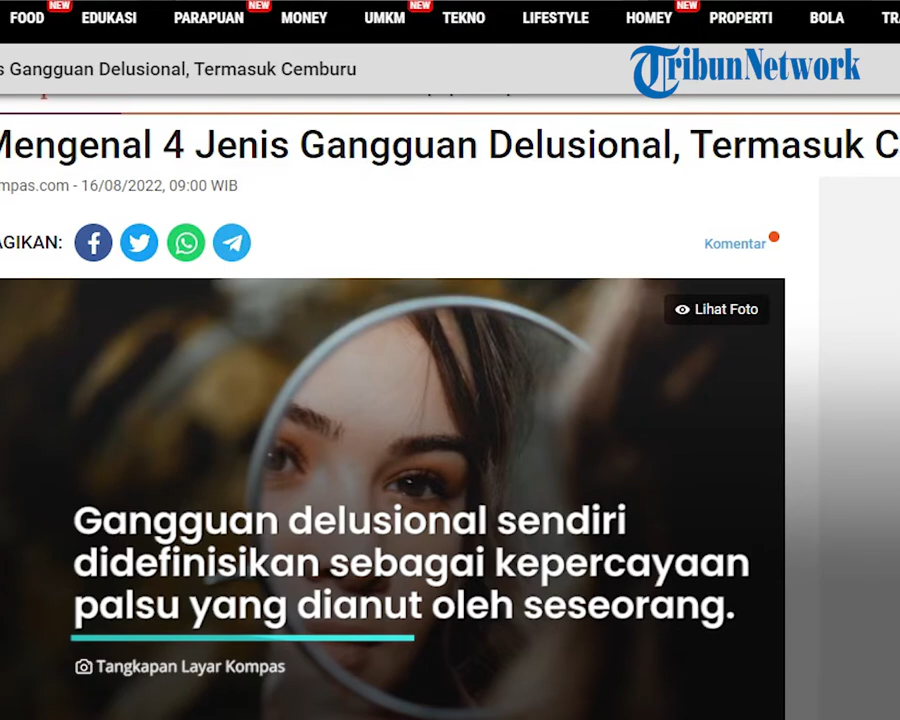 FOOD NEW EDUKASI PARAPUAN NEW MONEY UMKM NEW TEKNO LIFESTYLE HOMEY NEW PROPERTI BOLA TR
s Gangguan Delusional, Termasuk Cemburu
TribunNetwork
Mengenal 4 Jenis Gangguan Delusional, Termasuk C
mpas.com - 16/08/2022, 09:00 WIB
AGIKAN:
Komentar
Lihat Foto
Gangguan delusional sendiri
didefinisikan sebagai kepercayaan
palsu yang dianut oleh seseorang.
Tangkapan Layar Kompas